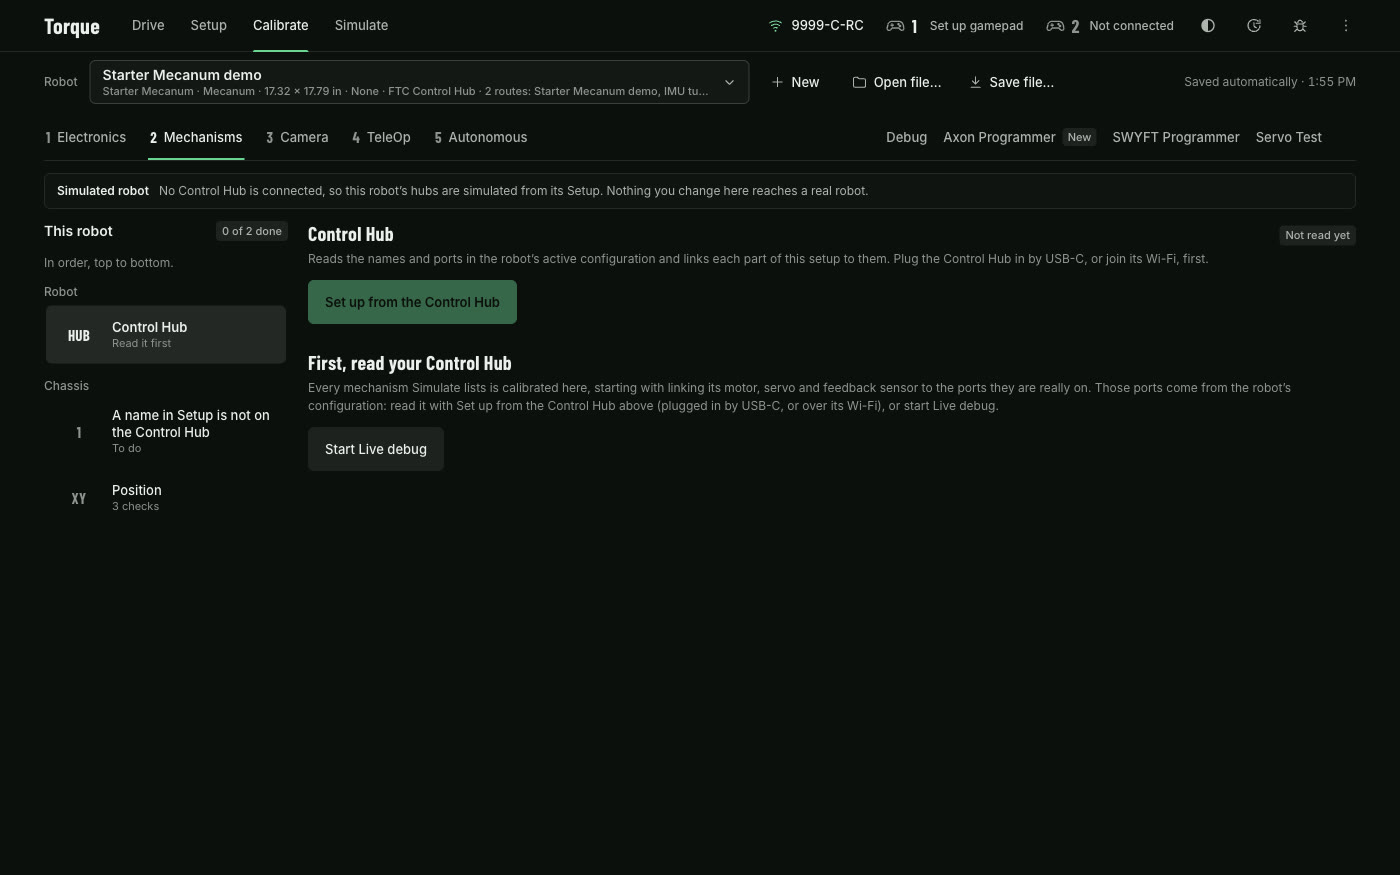 Torque
Drive
Setup
Calibrate
Simulate
9999-C-RC
1
Set up gamepad
2
Not connected
Robot
Starter Mecanum demo
Starter Mecanum · Mecanum · 17.32 × 17.79 in · None · FTC Control Hub · 2 routes: Starter Mecanum demo, IMU tu...
New
Open file...
Save file...
Saved automatically · 1:55 PM
1 Electronics
2 Mechanisms
3 Camera
4 TeleOp
5 Autonomous
Debug
Axon Programmer New
SWYFT Programmer
Servo Test
Simulated robot No Control Hub is connected, so this robot's hubs are simulated from its Setup. Nothing you change here reaches a real robot.
This robot
0 of 2 done
In order, top to bottom.
Robot
HUB
Control Hub
Read it first
Chassis
1
A name in Setup is not on
the Control Hub
To do
XY
Position
3 checks
Control Hub
Not read yet
Reads the names and ports in the robot's active configuration and links each part of this setup to them. Plug the Control Hub in by USB-C, or join its Wi-Fi, first.
Set up from the Control Hub
First, read your Control Hub
Every mechanism Simulate lists is calibrated here, starting with linking its motor, servo and feedback sensor to the ports they are really on. Those ports come from the robot's
configuration: read it with Set up from the Control Hub above (plugged in by USB-C, or over its Wi-Fi), or start Live debug.
Start Live debug